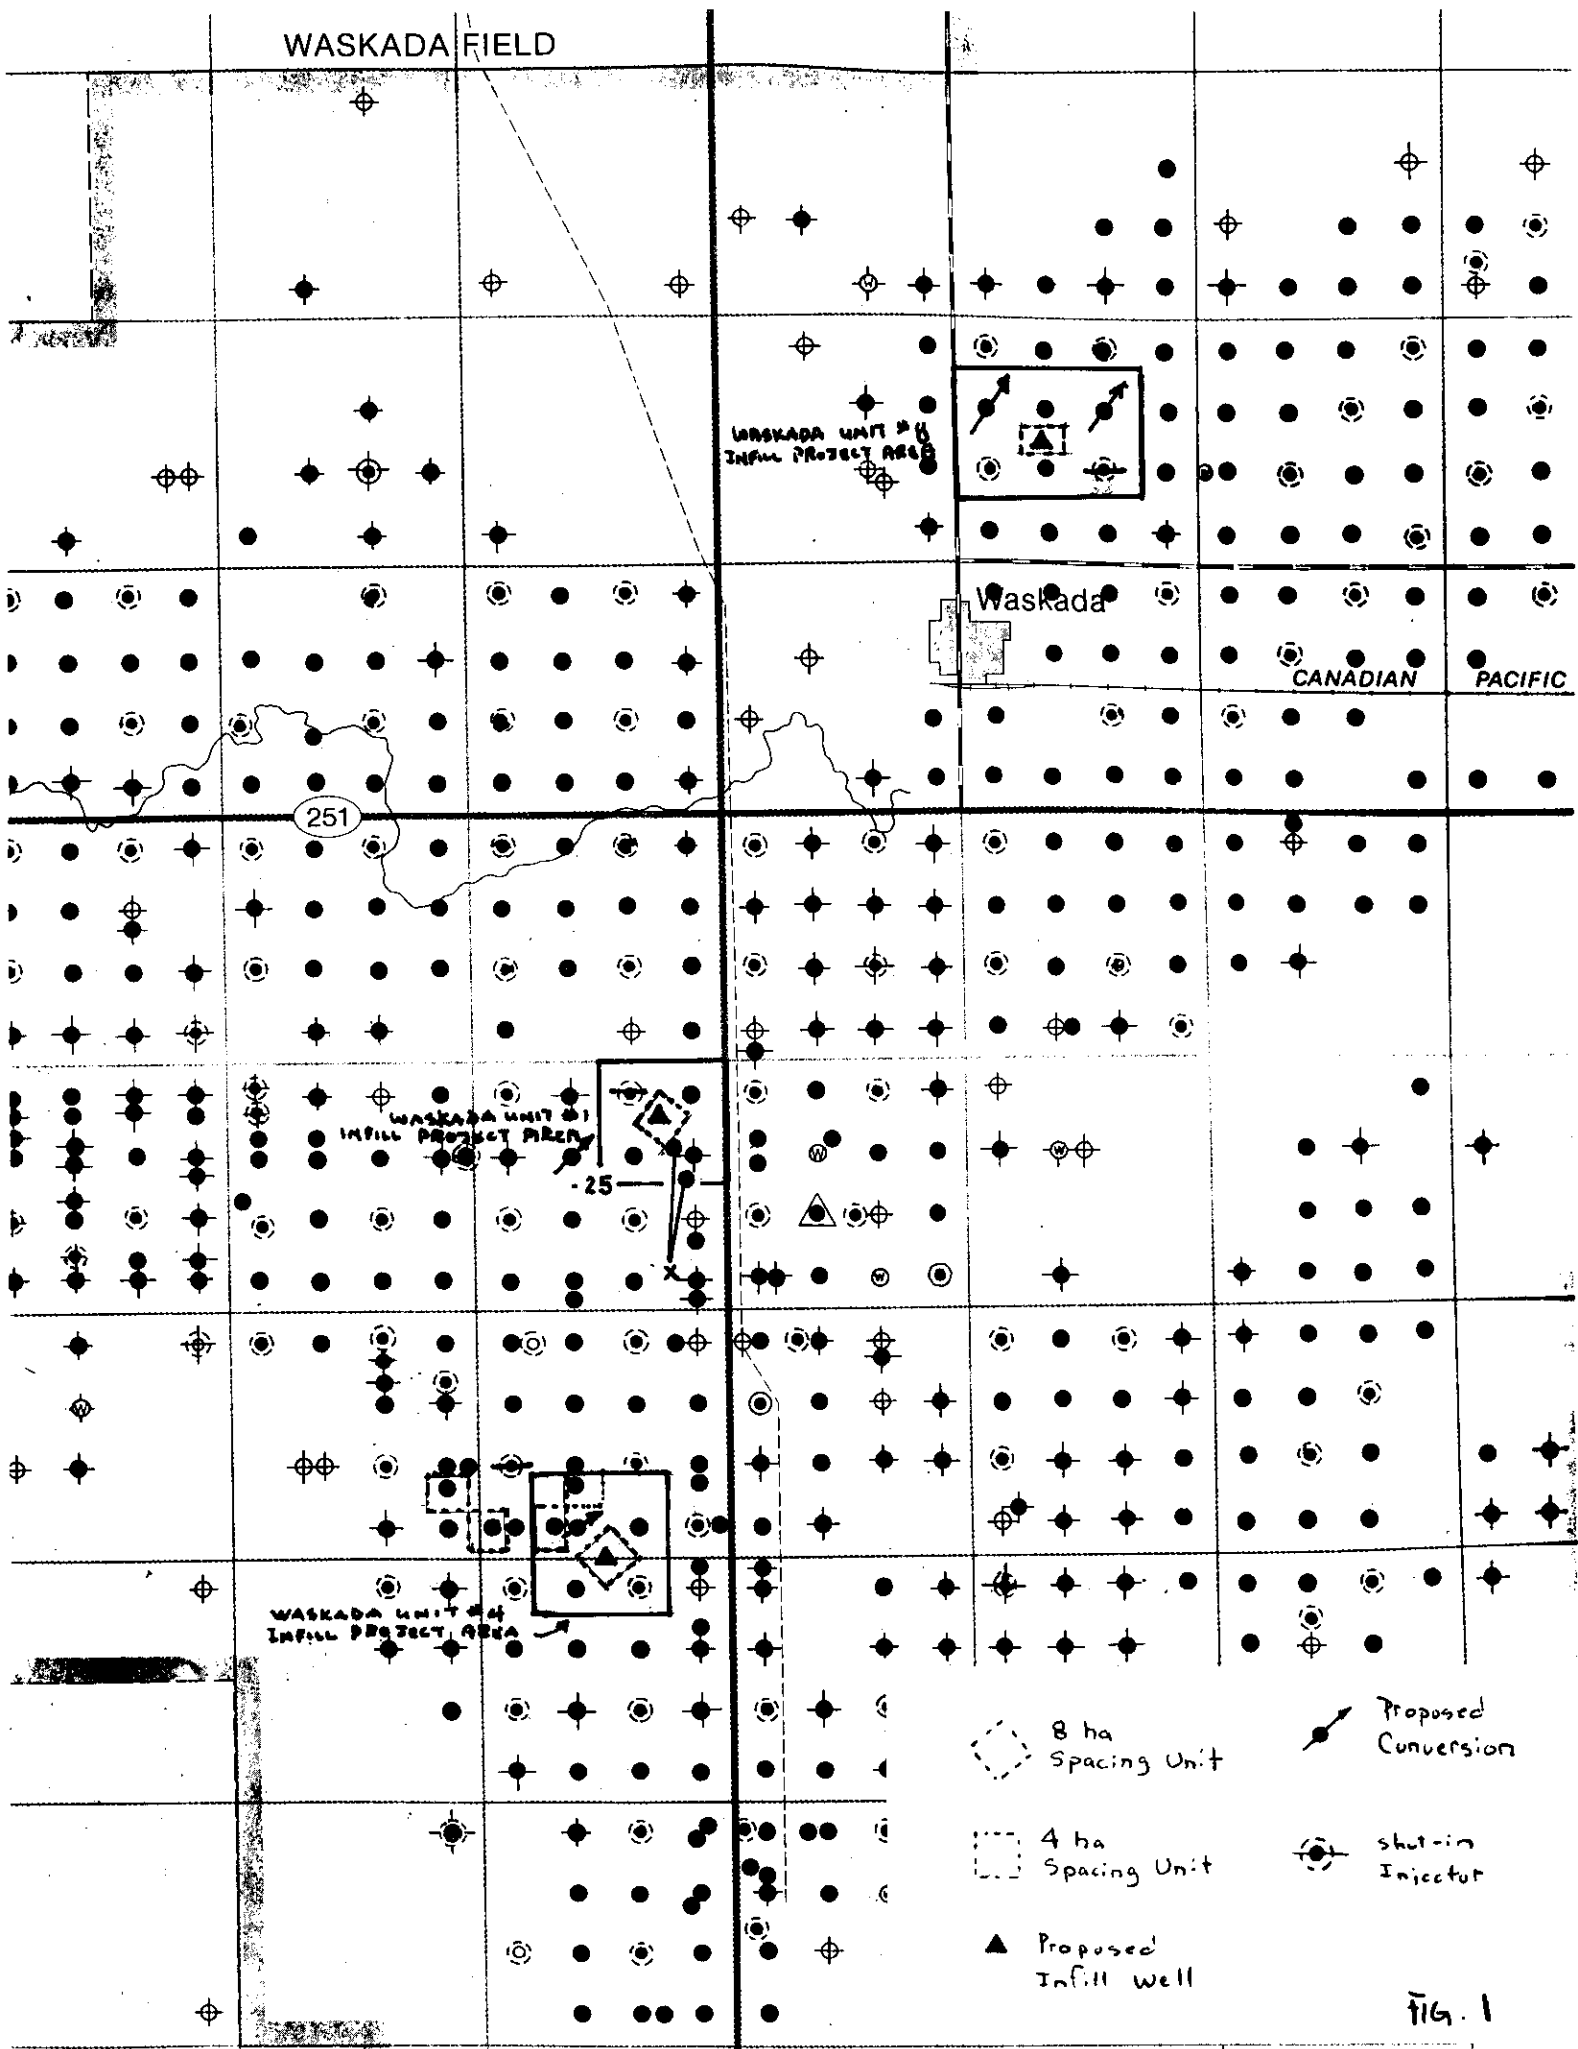 WASKADA FIELD
WASKADA UNIT #8
INFILL PROJECT AREA
Waskada
CANADIAN PACIFIC
251
WASKADA UNIT #1
INFILL PROJECT AREA
-25
WASKADA UNIT #4
INFILL PROJECT AREA
8 ha
Spacing Unit
Proposed
Conversion
4 ha
Spacing Unit
shut-in
Injector
Proposed
Infill well
FIG. 1